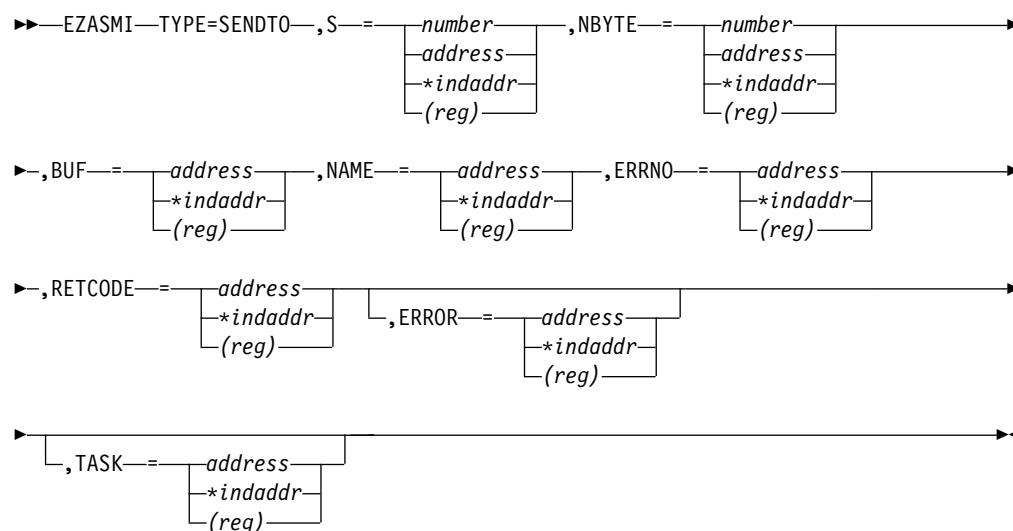 EZASMI TYPE=SENDTO ,S = number ,NBYTE = number
address address
*indaddr *indaddr
(reg) (reg)
,BUF = address ,NAME = address ,ERRNO = address
*indaddr *indaddr *indaddr
(reg) (reg) (reg)
,RETCODE = address
*indaddr ,ERROR = address
(reg) *indaddr
(reg)
,TASK = address
*indaddr
(reg)